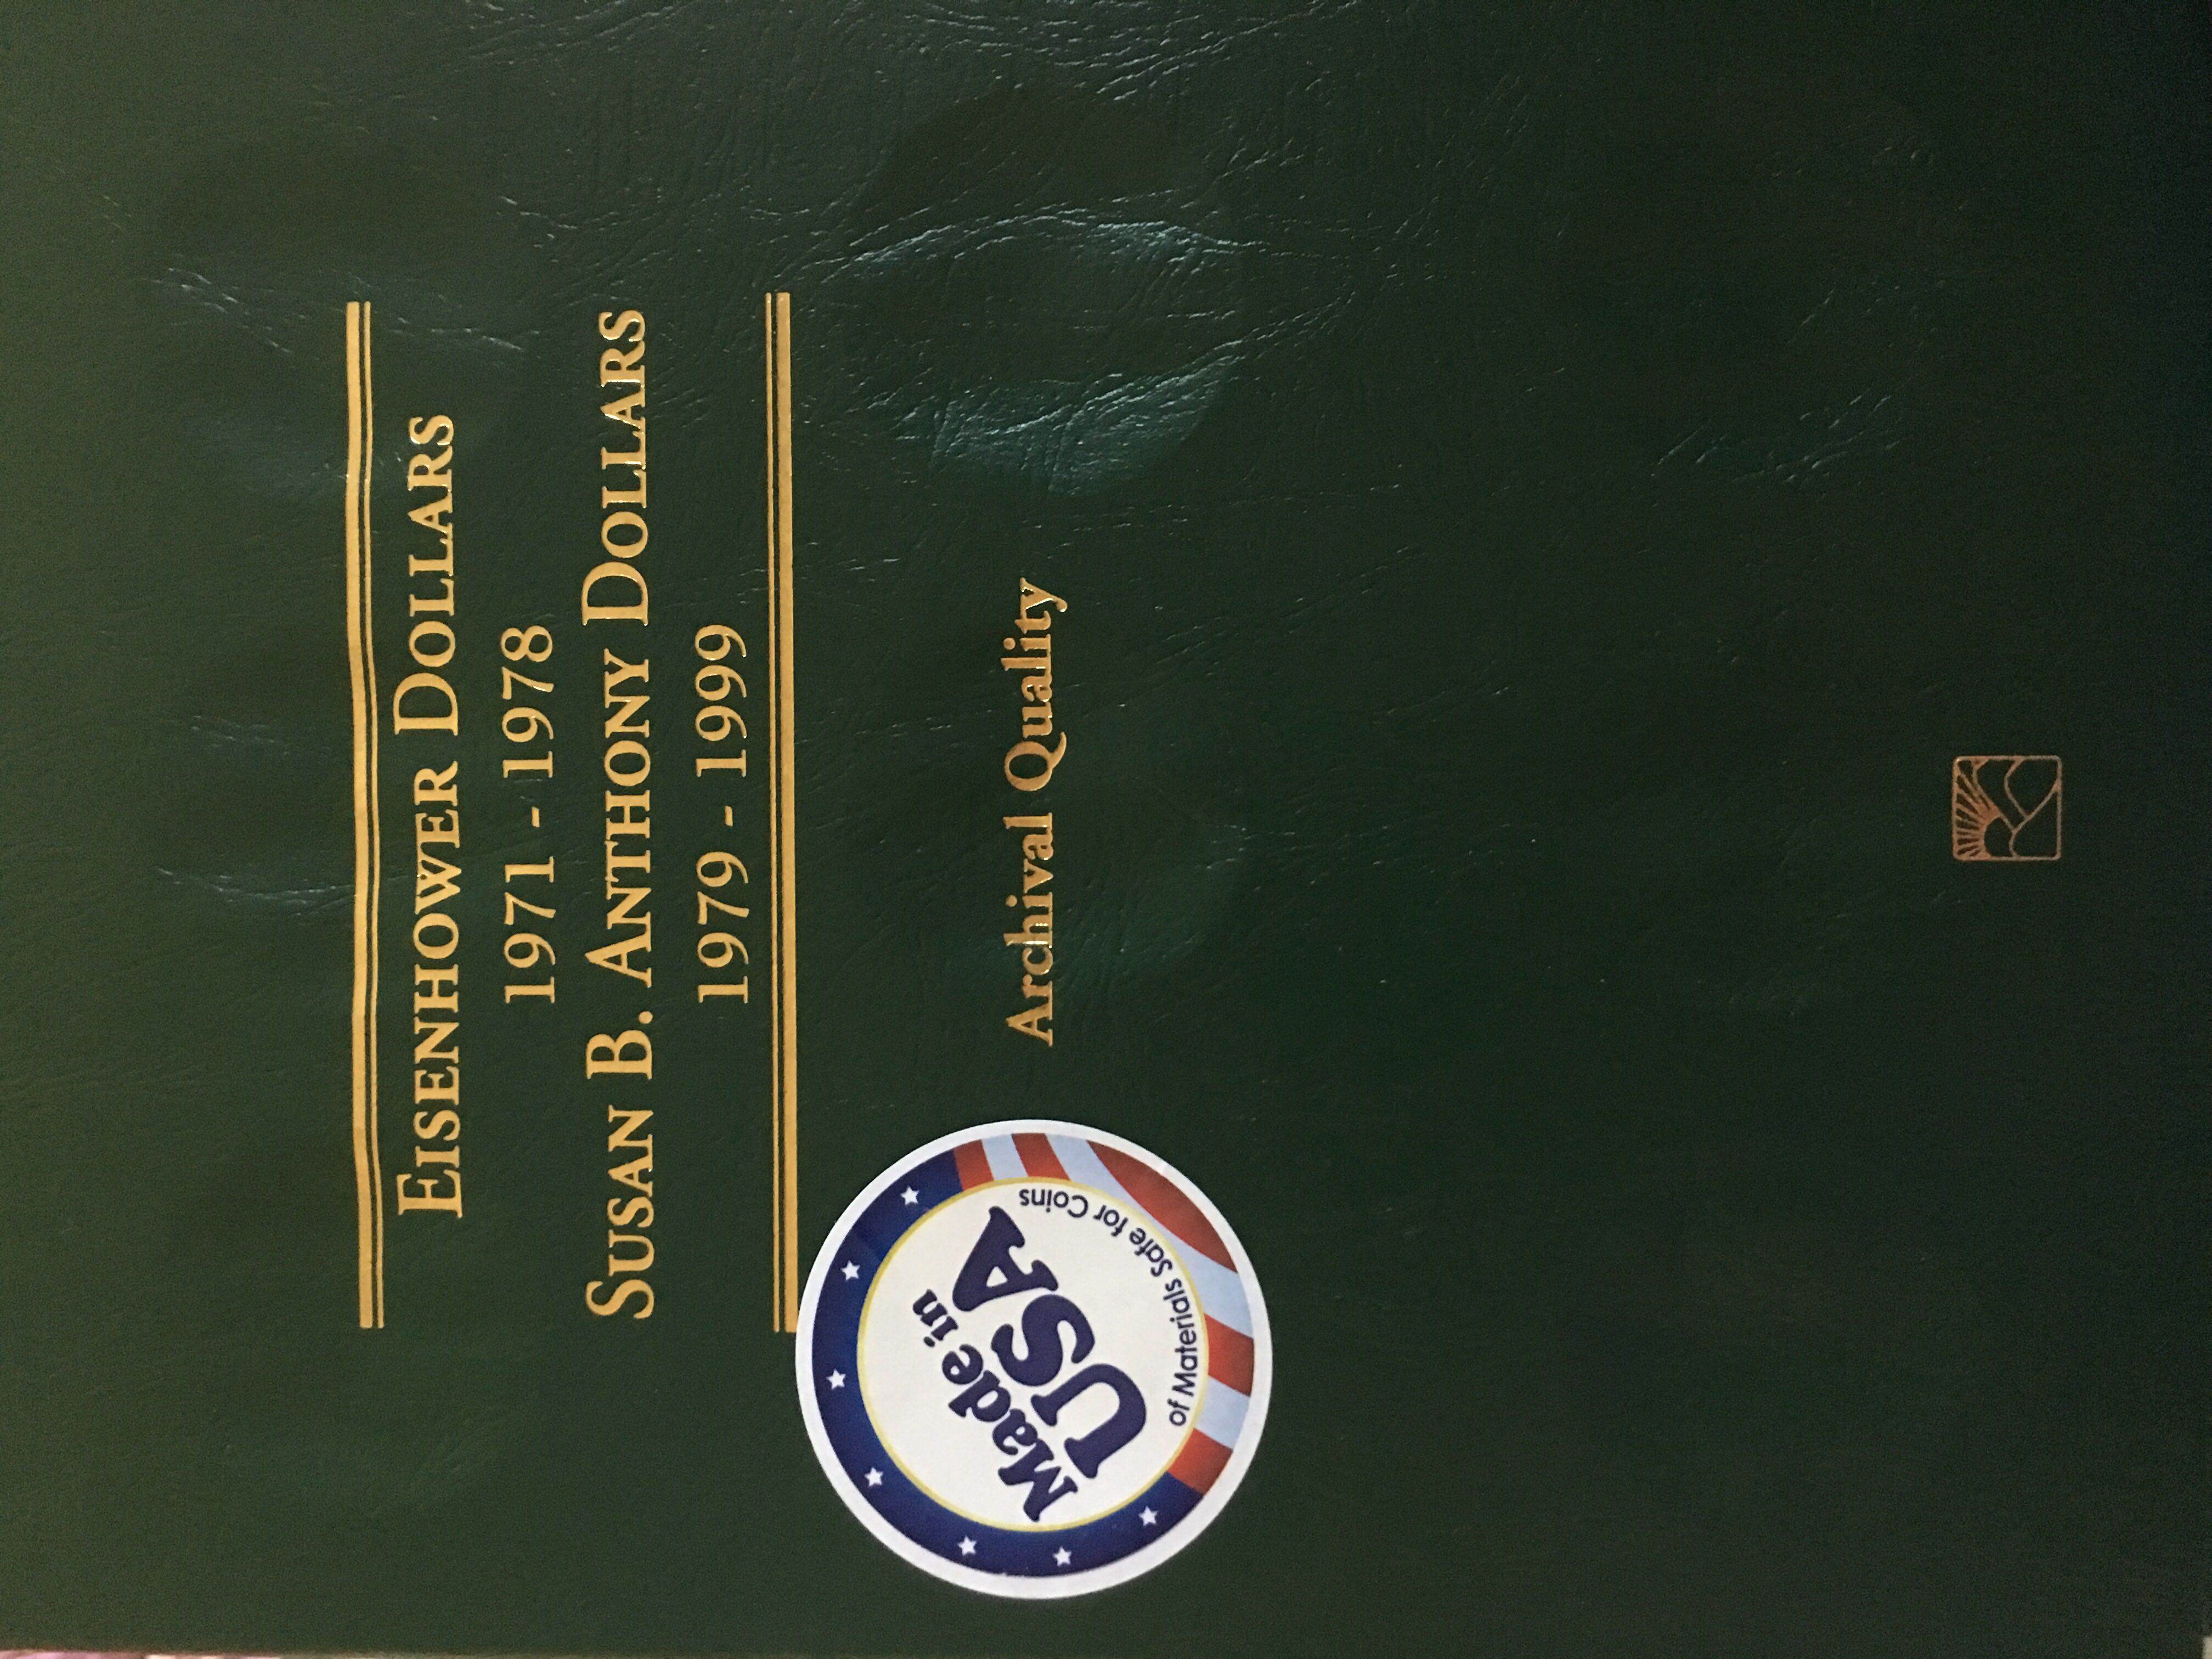 EISENHOWER DOLLARS
1971 - 1978
SUSAN B. ANTHONY DOLLARS
1979 - 1999
Archival Quality
Made in
USA
of Materials Safe for Coins